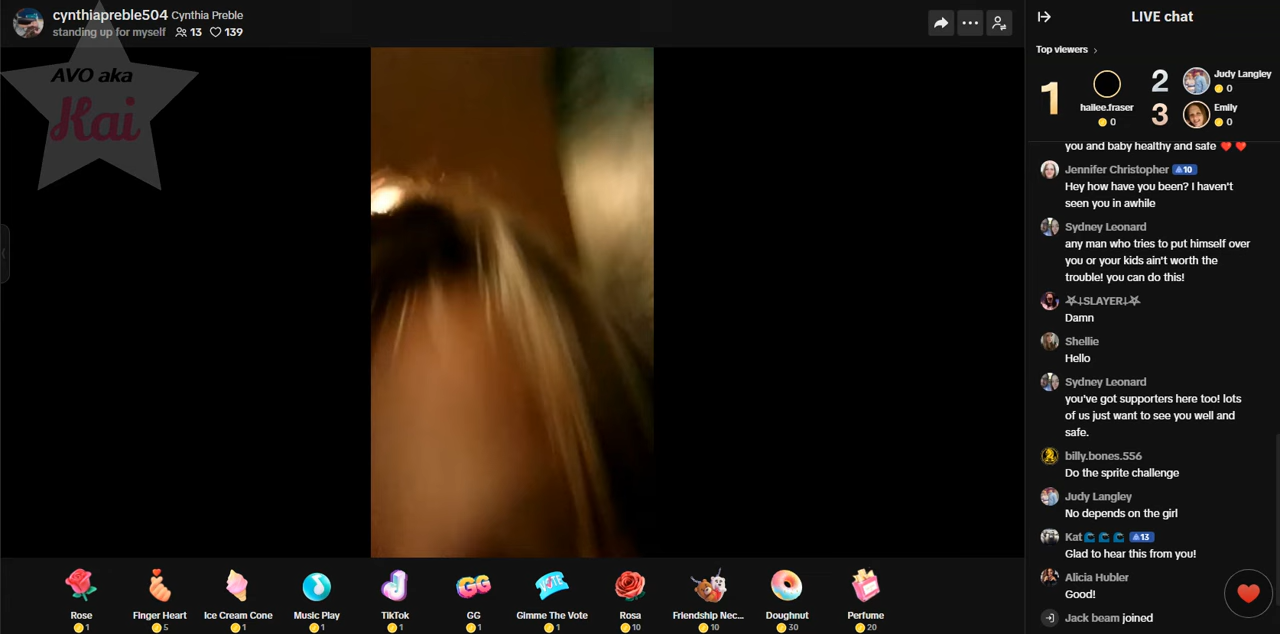 cynthiapreble504 Cynthia Preble
standing up for myself 13 139
AVO aka
Kai
LIVE chat
Top viewers
1
hailee.fraser
0
2
Judy Langley
0
3
Emily
0
you and baby healthy and safe ❤️ ❤️
Jennifer Christopher 10
Hey how have you been? I haven't
seen you in awhile
Sydney Leonard
any man who tries to put himself over
you or your kids ain't worth the
trouble! you can do this!
⛧⸸SLAYER⸸⛧
Damn
Shellie
Hello
Sydney Leonard
you've got supporters here too! lots
of us just want to see you well and
safe.
billy.bones.556
Do the sprite challenge
Judy Langley
No depends on the girl
Kat🌊🌊🌊 13
Glad to hear this from you!
Alicia Hubler
Good!
Jack beam joined
GG
VOTE
Rose Finger Heart Ice Cream Cone Music Play TikTok GG Gimme The Vote Rosa Friendship Nec... Doughnut Perfume
1 5 1 1 1 1 1 10 10 30 20